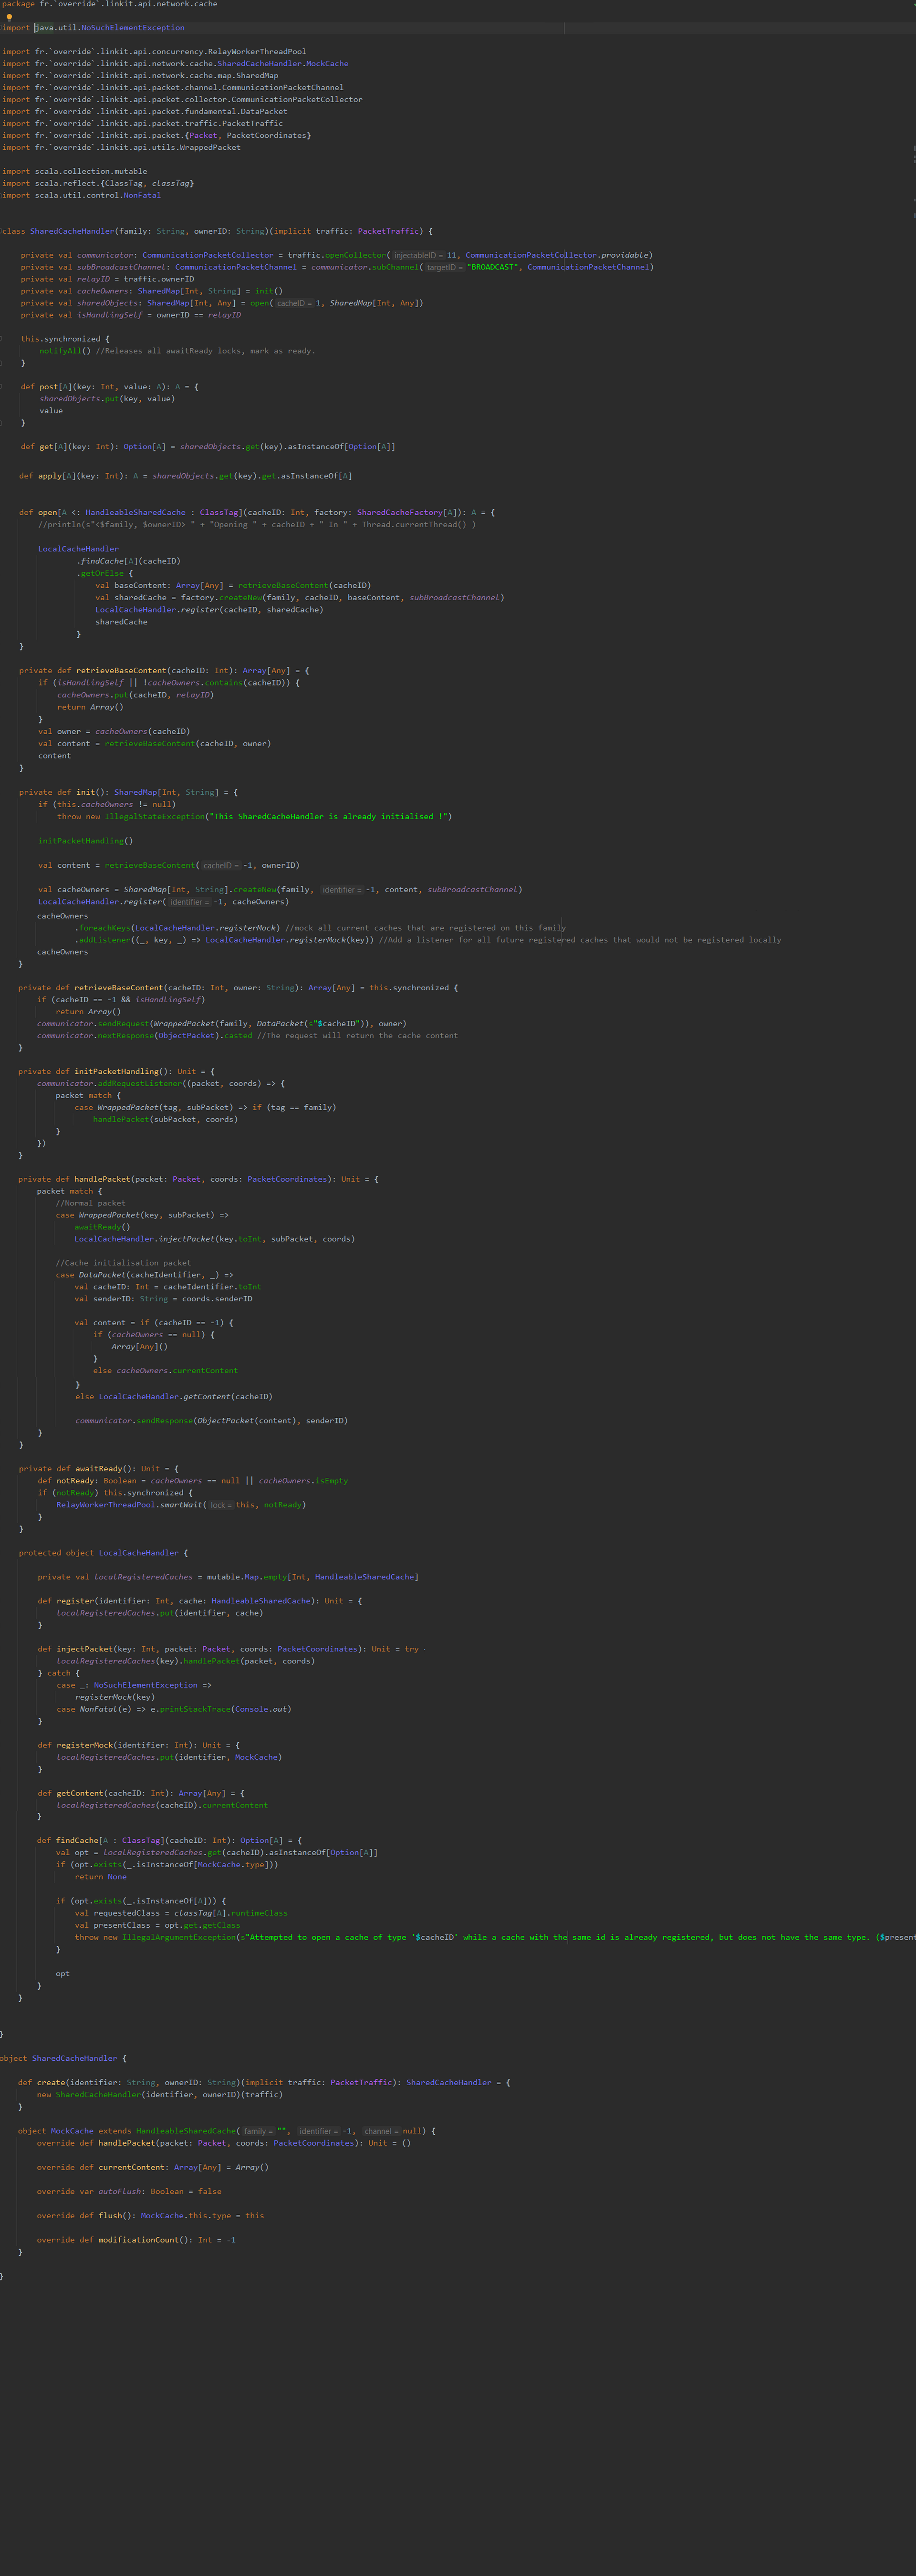 package fr.`override`.linkit.api.network.cache
import java.util.NoSuchElementException
import fr.`override`.linkit.api.concurrency.RelayWorkerThreadPool
import fr.`override`.linkit.api.network.cache.SharedCacheHandler.MockCache
import fr.`override`.linkit.api.network.cache.map.SharedMap
import fr.`override`.linkit.api.packet.channel.CommunicationPacketChannel
import fr.`override`.linkit.api.packet.collector.CommunicationPacketCollector
import fr.`override`.linkit.api.packet.fundamental.DataPacket
import fr.`override`.linkit.api.packet.traffic.PacketTraffic
import fr.`override`.linkit.api.packet.{Packet, PacketCoordinates}
import fr.`override`.linkit.api.utils.WrappedPacket
import scala.collection.mutable
import scala.reflect.{ClassTag, classTag}
import scala.util.control.NonFatal
class SharedCacheHandler(family: String, ownerID: String)(implicit traffic: PacketTraffic) {
private val communicator: CommunicationPacketCollector = traffic.openCollector( injectableID = 11, CommunicationPacketCollector.providable)
private val subBroadcastChannel: CommunicationPacketChannel = communicator.subChannel( targetID = "BROADCAST", CommunicationPacketChannel)
private val relayID = traffic.ownerID
private val cacheOwners: SharedMap[Int, String] = init()
private val sharedObjects: SharedMap[Int, Any] = open( cacheID = 1, SharedMap[Int, Any])
private val isHandlingSelf = ownerID == relayID
this.synchronized {
notifyAll() //Releases all awaitReady locks, mark as ready.
}
def post[A](key: Int, value: A): A = {
sharedObjects.put(key, value)
value
}
def get[A](key: Int): Option[A] = sharedObjects.get(key).asInstanceOf[Option[A]]
def apply[A](key: Int): A = sharedObjects.get(key).get.asInstanceOf[A]
def open[A <: HandleableSharedCache : ClassTag](cacheID: Int, factory: SharedCacheFactory[A]): A = {
//println(s"<$family, $ownerID> " + "Opening " + cacheID + " In " + Thread.currentThread() )
LocalCacheHandler
.findCache[A](cacheID)
.getOrElse {
val baseContent: Array[Any] = retrieveBaseContent(cacheID)
val sharedCache = factory.createNew(family, cacheID, baseContent, subBroadcastChannel)
LocalCacheHandler.register(cacheID, sharedCache)
sharedCache
}
}
private def retrieveBaseContent(cacheID: Int): Array[Any] = {
if (isHandlingSelf || !cacheOwners.contains(cacheID)) {
cacheOwners.put(cacheID, relayID)
return Array()
}
val owner = cacheOwners(cacheID)
val content = retrieveBaseContent(cacheID, owner)
content
}
private def init(): SharedMap[Int, String] = {
if (this.cacheOwners != null)
throw new IllegalStateException("This SharedCacheHandler is already initialised !")
initPacketHandling()
val content = retrieveBaseContent( cacheID = -1, ownerID)
val cacheOwners = SharedMap[Int, String].createNew(family, identifier = -1, content, subBroadcastChannel)
LocalCacheHandler.register( identifier = -1, cacheOwners)
cacheOwners
.foreachKeys(LocalCacheHandler.registerMock) //mock all current caches that are registered on this family
.addListener((_, key, _) => LocalCacheHandler.registerMock(key)) //Add a listener for all future registered caches that would not be registered locally
cacheOwners
}
private def retrieveBaseContent(cacheID: Int, owner: String): Array[Any] = this.synchronized {
if (cacheID == -1 && isHandlingSelf)
return Array()
communicator.sendRequest(WrappedPacket(family, DataPacket(s"$cacheID")), owner)
communicator.nextResponse(ObjectPacket).casted //The request will return the cache content
}
private def initPacketHandling(): Unit = {
communicator.addRequestListener((packet, coords) => {
packet match {
case WrappedPacket(tag, subPacket) => if (tag == family)
handlePacket(subPacket, coords)
}
})
}
private def handlePacket(packet: Packet, coords: PacketCoordinates): Unit = {
packet match {
//Normal packet
case WrappedPacket(key, subPacket) =>
awaitReady()
LocalCacheHandler.injectPacket(key.toInt, subPacket, coords)
//Cache initialisation packet
case DataPacket(cacheIdentifier, _) =>
val cacheID: Int = cacheIdentifier.toInt
val senderID: String = coords.senderID
val content = if (cacheID == -1) {
if (cacheOwners == null) {
Array[Any]()
}
else cacheOwners.currentContent
}
else LocalCacheHandler.getContent(cacheID)
communicator.sendResponse(ObjectPacket(content), senderID)
}
}
private def awaitReady(): Unit = {
def notReady: Boolean = cacheOwners == null || cacheOwners.isEmpty
if (notReady) this.synchronized {
RelayWorkerThreadPool.smartWait( lock = this, notReady)
}
}
protected object LocalCacheHandler {
private val localRegisteredCaches = mutable.Map.empty[Int, HandleableSharedCache]
def register(identifier: Int, cache: HandleableSharedCache): Unit = {
localRegisteredCaches.put(identifier, cache)
}
def injectPacket(key: Int, packet: Packet, coords: PacketCoordinates): Unit = try
localRegisteredCaches(key).handlePacket(packet, coords)
} catch {
case _: NoSuchElementException =>
registerMock(key)
case NonFatal(e) => e.printStackTrace(Console.out)
}
def registerMock(identifier: Int): Unit = {
localRegisteredCaches.put(identifier, MockCache)
}
def getContent(cacheID: Int): Array[Any] = {
localRegisteredCaches(cacheID).currentContent
}
def findCache[A : ClassTag](cacheID: Int): Option[A] = {
val opt = localRegisteredCaches.get(cacheID).asInstanceOf[Option[A]]
if (opt.exists(_.isInstanceOf[MockCache.type]))
return None
if (opt.exists(_.isInstanceOf[A])) {
val requestedClass = classTag[A].runtimeClass
val presentClass = opt.get.getClass
throw new IllegalArgumentException(s"Attempted to open a cache of type '$cacheID' while a cache with the same id is already registered, but does not have the same type. ($present
}
opt
}
}
}
object SharedCacheHandler {
def create(identifier: String, ownerID: String)(implicit traffic: PacketTraffic): SharedCacheHandler = {
new SharedCacheHandler(identifier, ownerID)(traffic)
}
object MockCache extends HandleableSharedCache( family = "", identifier = -1, channel = null) {
override def handlePacket(packet: Packet, coords: PacketCoordinates): Unit = ()
override def currentContent: Array[Any] = Array()
override var autoFlush: Boolean = false
override def flush(): MockCache.this.type = this
override def modificationCount(): Int = -1
}
}